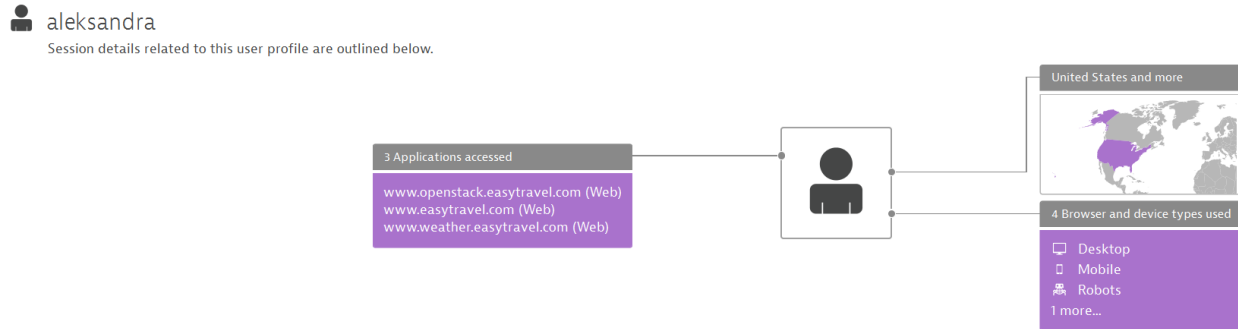 aleksandra
Session details related to this user profile are outlined below.
3 Applications accessed
www.openstack.easytravel.com (Web)
www.easytravel.com (Web)
www.weather.easytravel.com (Web)
United States and more
4 Browser and device types used
Desktop
Mobile
Robots
1 more...